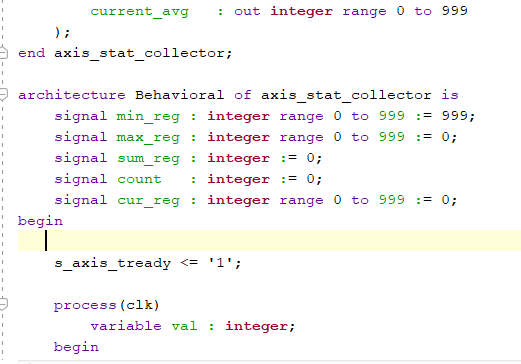 current_avg   : out integer range 0 to 999
    );
end axis_stat_collector;
architecture Behavioral of axis_stat_collector is
    signal min_reg : integer range 0 to 999 := 999;
    signal max_reg : integer range 0 to 999 := 0;
    signal sum_reg : integer := 0;
    signal count   : integer := 0;
    signal cur_reg : integer range 0 to 999 := 0;
begin
    s_axis_tready <= '1';
    process(clk)
        variable val : integer;
    begin